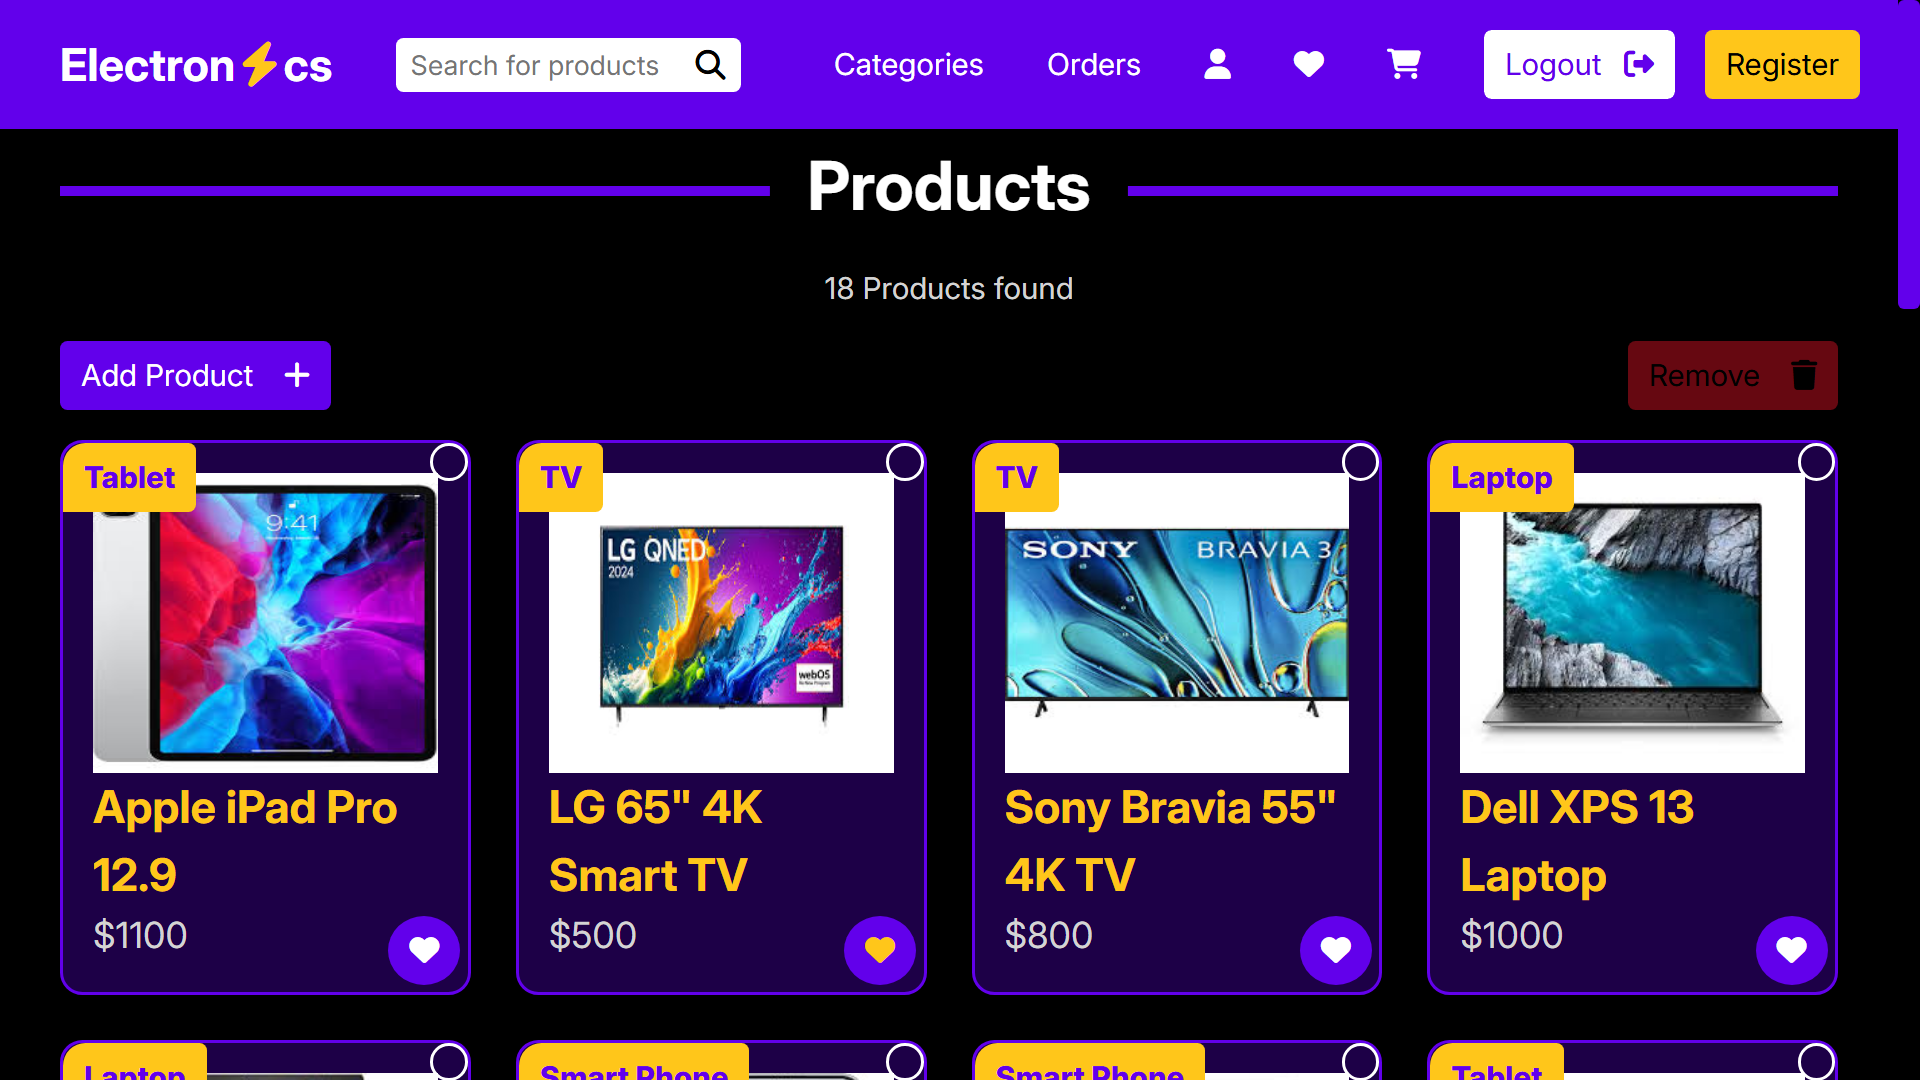 Electron cs
Search for products
Categories
Orders
Logout
Register
Products
18 Products found
Add Product
Remove
Tablet
9:41
Apple iPad Pro
12.9
$1100
TV
LG QNED
2024
webOS
LG 65" 4K
Smart TV
$500
TV
SONY
BRAVIA 3
Sony Bravia 55"
4K TV
$800
Laptop
Dell XPS 13
Laptop
$1000
Laptop
Smart Phone
Smart Phone
Tablet